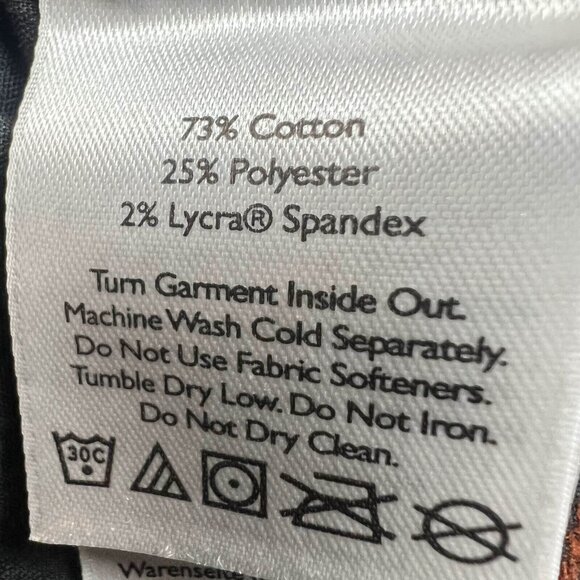 73% Cotton
25% Polyester
2% Lycra® Spandex
Turn Garment Inside Out.
Machine Wash Cold Separately.
Do Not Use Fabric Softeners.
Tumble Dry Low. Do Not Iron.
Do Not Dry Clean.
30C